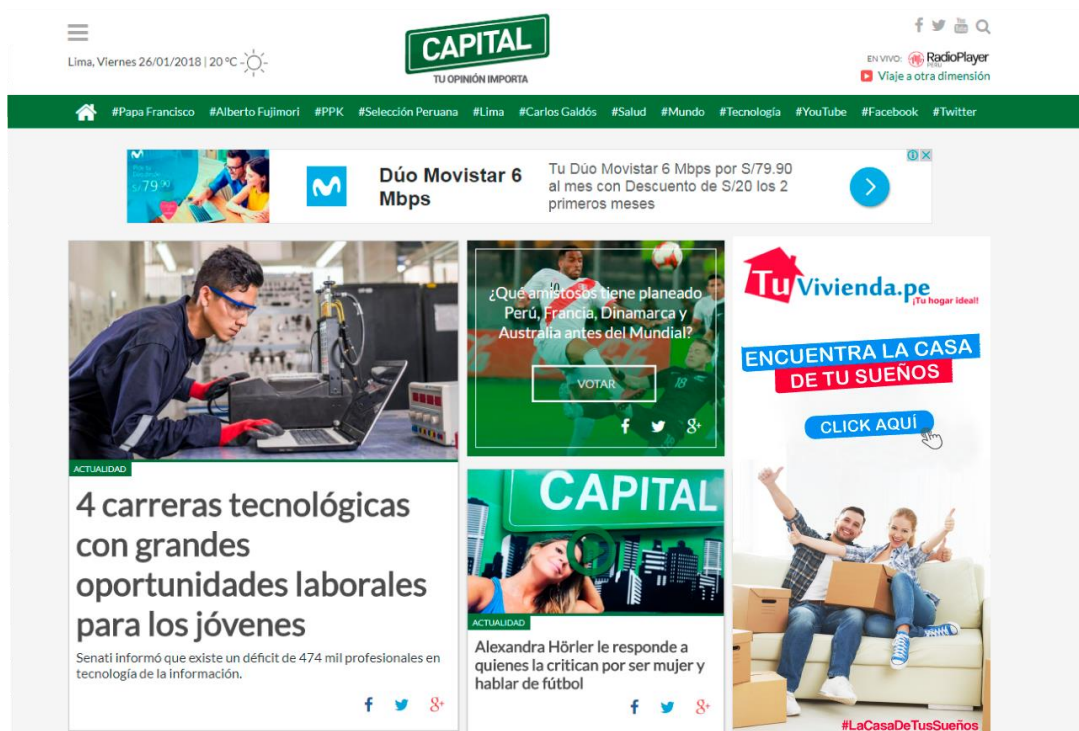 CAPITAL
TU OPINIÓN IMPORTA
You
Lima, Viernes 26/01/2018 | 20 ºC -
EN VIVO: RadioPlayer
PERU
Viaje a otra dimensión
#Papa Francisco #Alberto Fujimori #PPK #Selección Peruana #Lima #Carlos Galdós #Salud #Mundo #Tecnología #YouTube #Facebook #Twitter
S/79.90
Dúo Movistar 6
Mbps
Tu Dúo Movistar 6 Mbps por S/79.90
al mes con Descuento de S/20 los 2
primeros meses
ACTUALIDAD
4 carreras tecnológicas
con grandes
oportunidades laborales
para los jóvenes
Senati informó que existe un déficit de 474 mil profesionales en
tecnología de la información.
¿Qué amistosos tiene planeado
Perú, Francia, Dinamarca y
Australia antes del Mundial?
VOTAR
CAPITAL
ACTUALIDAD
Alexandra Hörler le responde a
quienes la critican por ser mujer y
hablar de fútbol
TuVivienda.pe
¡Tu hogar ideal!
ENCUENTRA LA CASA
DE TU SUEÑOS
CLICK AQUÍ
#LaCasaDeTusSueños